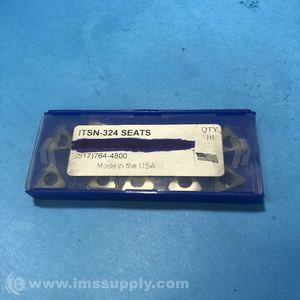 ITSN-324 SEATS
QTY
10
(517)764-4800
Made in the USA
© www.imssupply.com